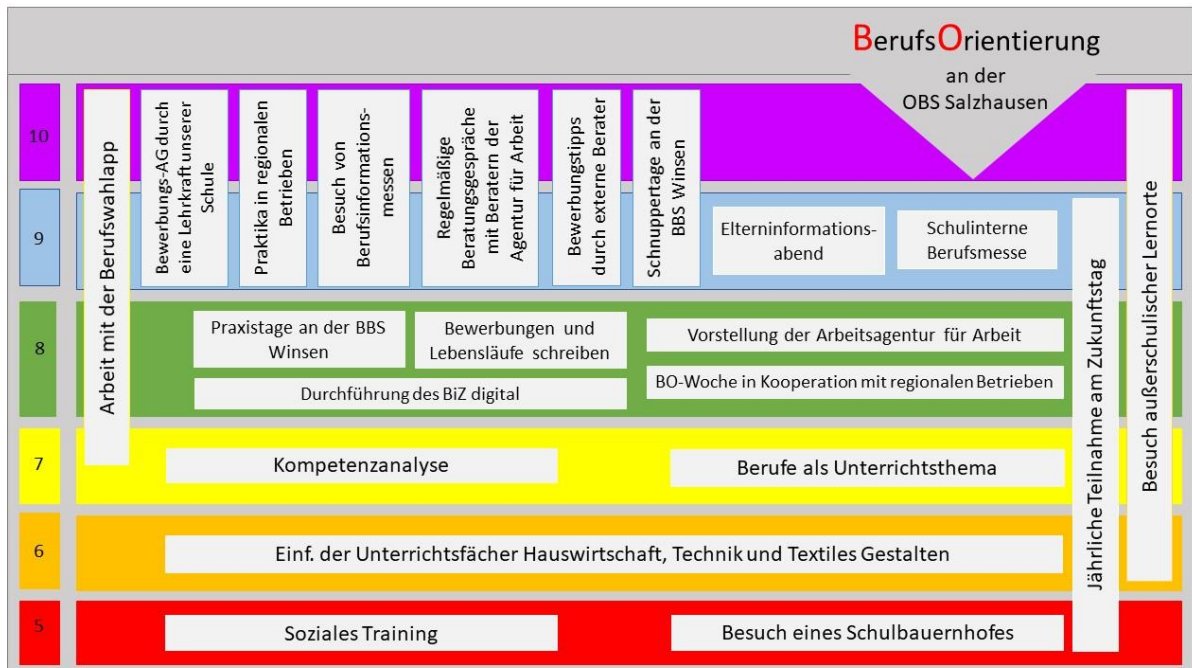 BerufsOrientierung
an der
OBS Salzhausen
10
Arbeit mit der Berufswahlapp
Bewerbungs-AG durch
eine Lehrkraft unserer
Schule
Praktika in regionalen
Betrieben
Besuch von
Berufsinformations-
messen
Regelmäßige
Beratungsgespräche
mit Beratern der
Agentur für Arbeit
Bewerbungstipps
durch externe Berater
Schnuppertage an der
BBS Winsen
Besuch außerschulischer Lernorte
9
Elterninformations-
abend
Schulinterne
Berufsmesse
Jährliche Teilnahme am Zukunftstag
8
Praxistage an der BBS
Winsen
Bewerbungen und
Lebensläufe schreiben
Vorstellung der Arbeitsagentur für Arbeit
Durchführung des BiZ digital
BO-Woche in Kooperation mit regionalen Betrieben
7
Kompetenzanalyse
Berufe als Unterrichtsthema
6
Einf. der Unterrichtsfächer Hauswirtschaft, Technik und Textiles Gestalten
5
Soziales Training
Besuch eines Schulbauernhofes